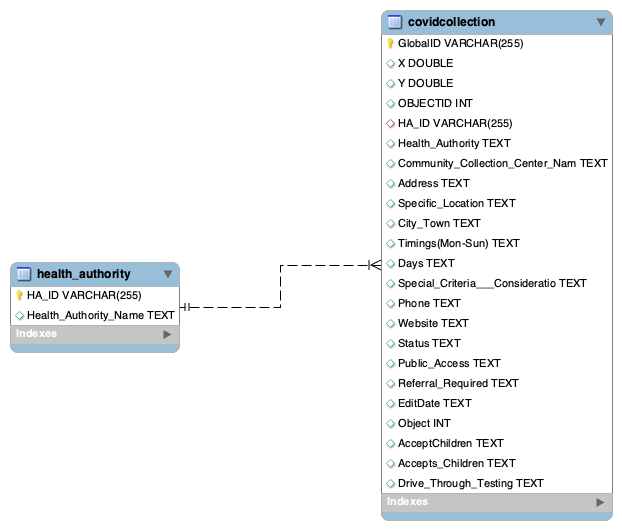 covidcollection
GlobalID VARCHAR(255)
X DOUBLE
Y DOUBLE
OBJECTID INT
HA_ID VARCHAR(255)
Health_Authority TEXT
Community_Collection_Center_Nam TEXT
Address TEXT
Specific_Location TEXT
City_Town TEXT
Timings(Mon-Sun) TEXT
Days TEXT
Special_Criteria___Consideratio TEXT
Phone TEXT
Website TEXT
Status TEXT
Public_Access TEXT
Referral_Required TEXT
EditDate TEXT
Object INT
AcceptChildren TEXT
Accepts_Children TEXT
Drive_Through_Testing TEXT
Indexes
health_authority
HA_ID VARCHAR(255)
Health_Authority_Name TEXT
Indexes